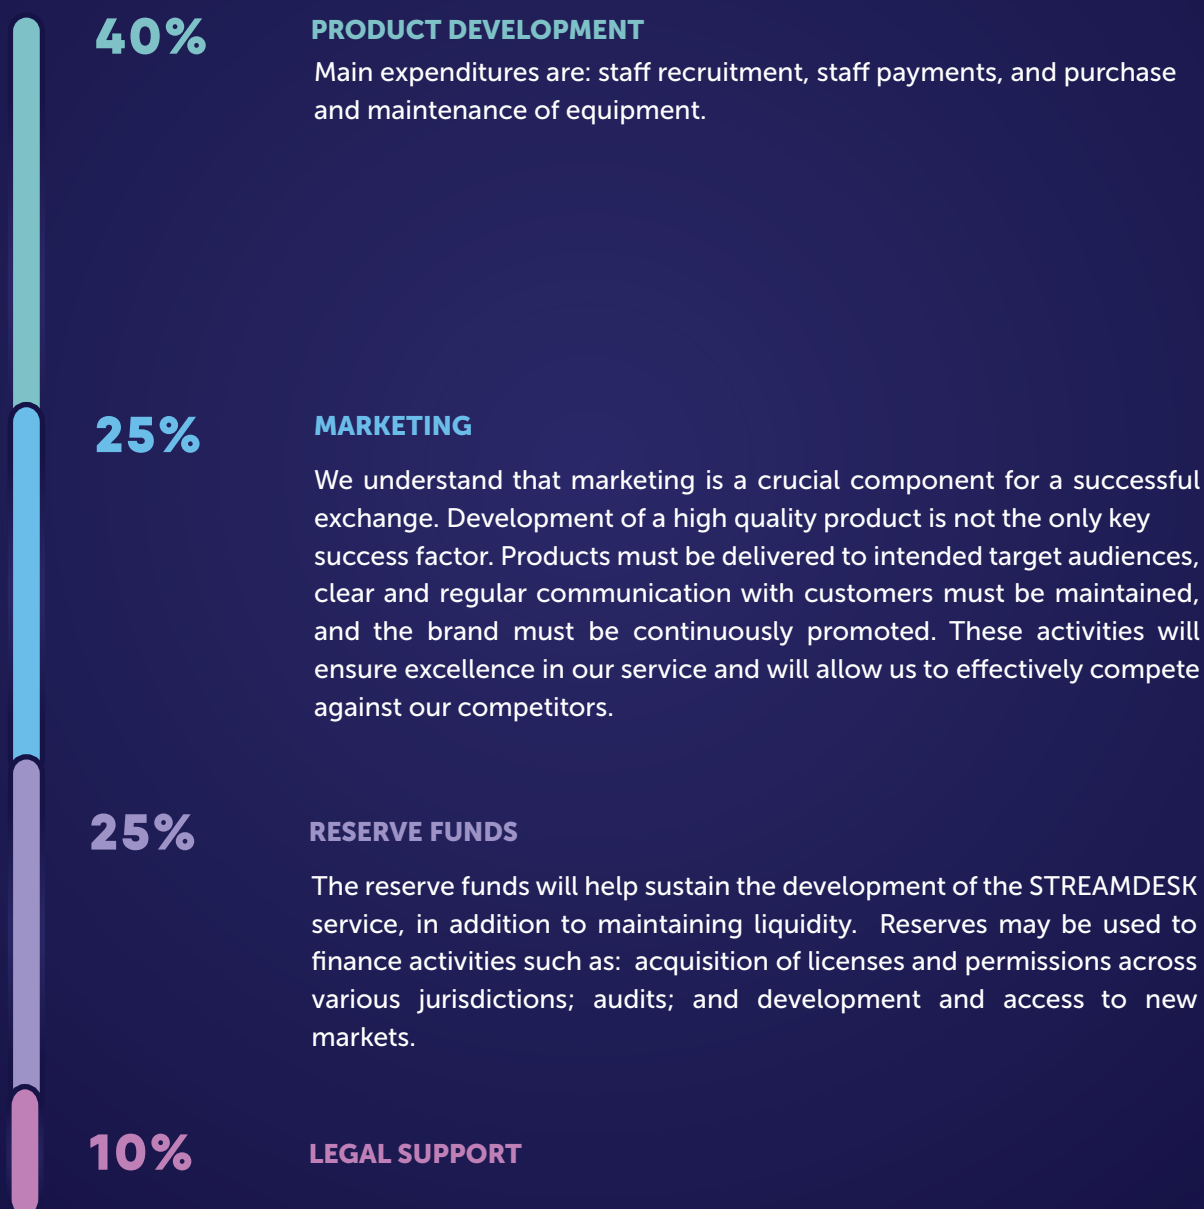 40%
PRODUCT DEVELOPMENT
Main expenditures are: staff recruitment, staff payments, and purchase
and maintenance of equipment.
25%
MARKETING
We understand that marketing is a crucial component for a successful
exchange. Development of a high quality product is not the only key
success factor. Products must be delivered to intended target audiences,
clear and regular communication with customers must be maintained,
and the brand must be continuously promoted. These activities will
ensure excellence in our service and will allow us to effectively compete
against our competitors.
25%
RESERVE FUNDS
The reserve funds will help sustain the development of the STREAMDESK
service, in addition to maintaining liquidity. Reserves may be used to
finance activities such as: acquisition of licenses and permissions across
various jurisdictions; audits; and development and access to new
markets.
10%
LEGAL SUPPORT